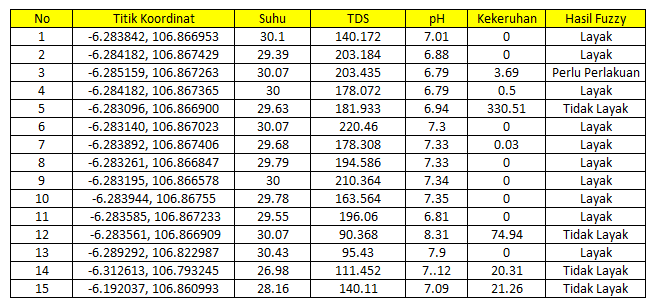 No Titik Koordinat Suhu TDS pH Kekeruhan Hasil Fuzzy
1 -6.283842, 106.866953 30.1 140.172 7.01 0 Layak
2 -6.284182, 106.867429 29.39 203.184 6.88 0 Layak
3 -6.285159, 106.867263 30.07 203.435 6.79 3.69 Perlu Perlakuan
4 -6.284182, 106.867365 30 178.072 6.79 0.5 Layak
5 -6.283096, 106.866900 29.63 181.933 6.94 330.51 Tidak Layak
6 -6.283140, 106.867023 30.07 220.46 7.3 0 Layak
7 -6.283892, 106.867406 29.68 178.308 7.33 0.03 Layak
8 -6.283261, 106.866847 29.79 194.586 7.33 0 Layak
9 -6.283195, 106.866578 30 210.364 7.34 0 Layak
10 -6.283944, 106.86755 29.78 163.564 7.35 0 Layak
11 -6.283585, 106.867233 29.55 196.06 6.81 0 Layak
12 -6.283561, 106.866909 30.07 90.368 8.31 74.94 Tidak Layak
13 -6.289292, 106.822987 30.43 95.43 7.9 0 Layak
14 -6.312613, 106.793245 26.98 111.452 7..12 20.31 Tidak Layak
15 -6.192037, 106.860993 28.16 140.11 7.09 21.26 Tidak Layak